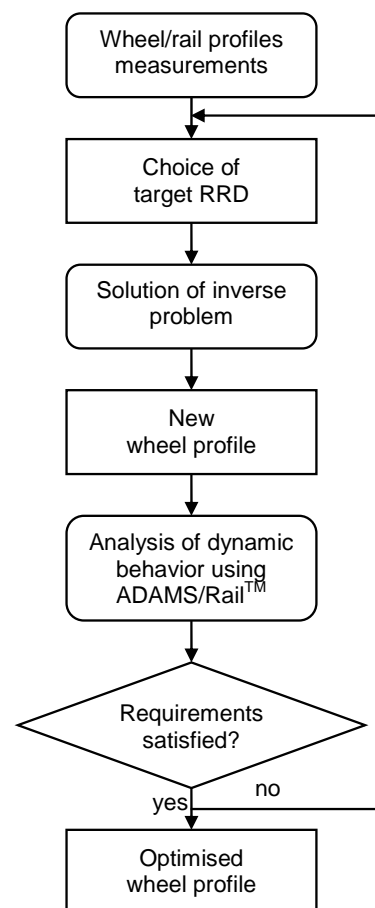 Wheel/rail profiles
measurements
Choice of
target RRD
Solution of inverse
problem
New
wheel profile
Analysis of dynamic
behavior using
ADAMS/Rail™
Requirements
satisfied?
yes
no
Optimised
wheel profile